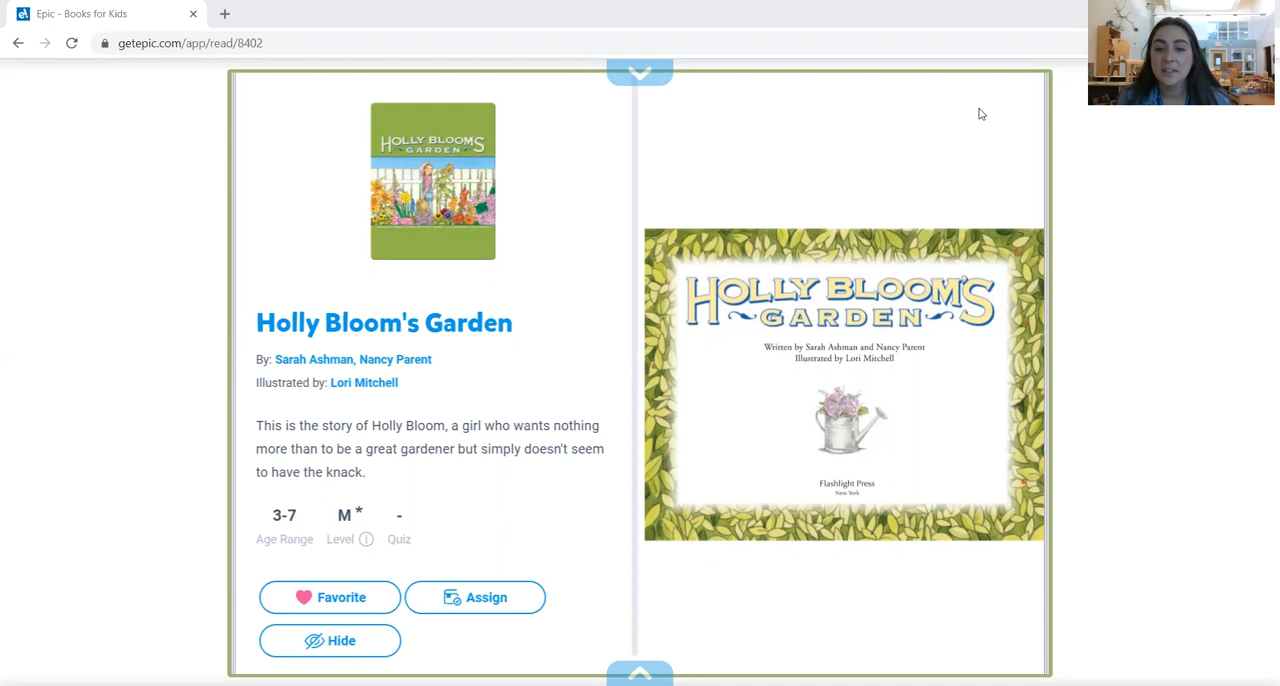 Epic - Books for Kids
getepic.com/app/read/8402
HOLLY BLOOM'S
GARDEN
Holly Bloom's Garden
By: Sarah Ashman, Nancy Parent
Illustrated by: Lori Mitchell
This is the story of Holly Bloom, a girl who wants nothing
more than to be a great gardener but simply doesn't seem
to have the knack.
3-7 M* -
Age Range Level Quiz
Favorite Assign
Hide
HOLLY BLOOM'S
GARDEN
Written by Sarah Ashman and Nancy Parent
Illustrated by Lori Mitchell
Flashlight Press
New York